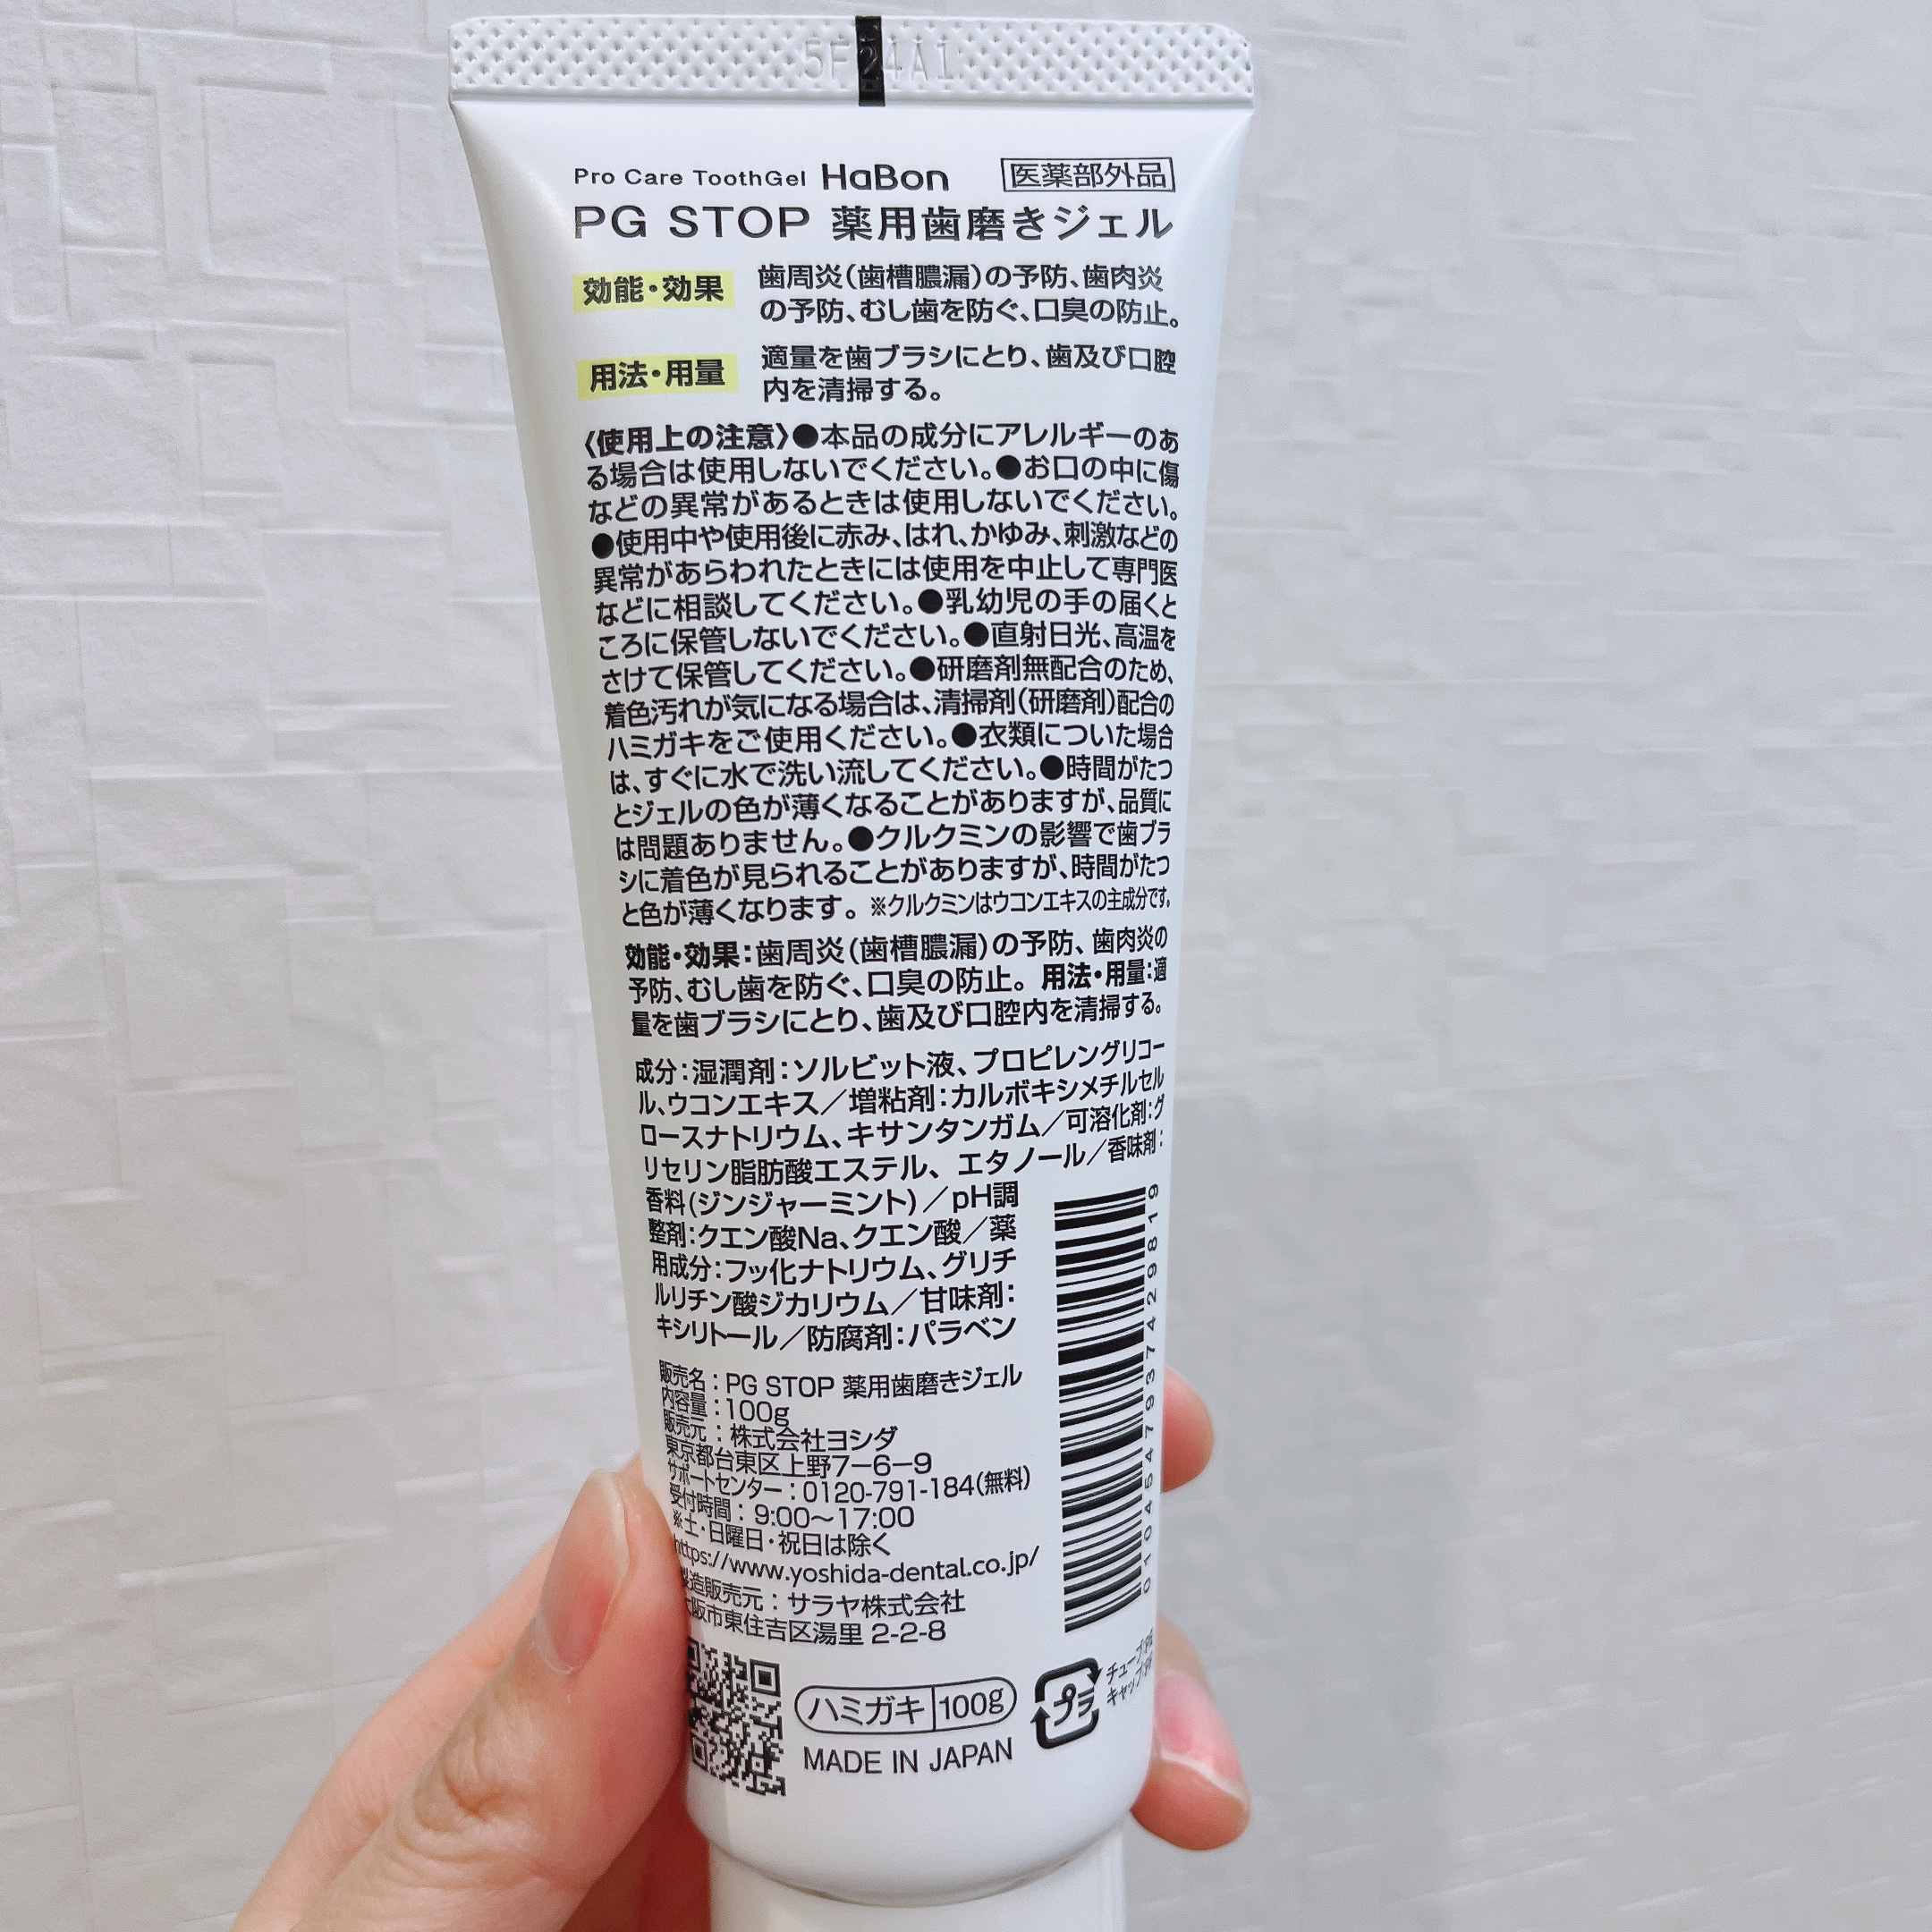 5F24A1
Pro Care ToothGel HaBon 医薬部外品
PG STOP 薬用歯磨きジェル
効能・効果 歯周炎(歯槽膿漏)の予防、歯肉炎
の予防、むし歯を防ぐ、口臭の防止。
用法・用量 適量を歯ブラシにとり、歯及び口腔
内を清掃する。
〈使用上の注意〉●本品の成分にアレルギーのあ
る場合は使用しないでください。●お口の中に傷
などの異常があるときは使用しないでください。
●使用中や使用後に赤み、はれ、かゆみ、刺激などの
異常があらわれたときには使用を中止して専門医
などに相談してください。●乳幼児の手の届くと
ころに保管しないでください。●直射日光、高温を
さけて保管してください。●研磨剤無配合のため、
着色汚れが気になる場合は、清掃剤(研磨剤)配合の
ハミガキをご使用ください。●衣類についた場合
は、すぐに水で洗い流してください。●時間がたつ
とジェルの色が薄くなることがありますが、品質に
は問題ありません。●クルクミンの影響で歯ブラ
シに着色が見られることがありますが、時間がたつ
と色が薄くなります。※クルクミンはウコンエキスの主成分です。
効能・効果：歯周炎(歯槽膿漏)の予防、歯肉炎の
予防、むし歯を防ぐ、口臭の防止。用法・用量：適
量を歯ブラシにとり、歯及び口腔内を清掃する。
成分：湿潤剤：ソルビット液、プロピレングリコー
ル、ウコンエキス／増粘剤：カルボキシメチルセル
ロースナトリウム、キサンタンガム／可溶化剤：グ
リセリン脂肪酸エステル、エタノール／香味剤：
香料(ジンジャーミント)／pH調
整剤：クエン酸Na、クエン酸／薬
用成分：フッ化ナトリウム、グリチ
ルリチン酸ジカリウム／甘味剤：
キシリトール／防腐剤：パラベン
販売名：PG STOP 薬用歯磨きジェル
内容量：100g
販売元：株式会社ヨシダ
東京都台東区上野7−6−9
サポートセンター：0120-791-184(無料)
受付時間：9:00〜17:00
※土・日曜日・祝日は除く
https://www.yoshida-dental.co.jp/
製造販売元：サラヤ株式会社
大阪市東住吉区湯里 2-2-8
0104547937429819
ハミガキ 100g
MADE IN JAPAN
プラ
チューブ:PE
キャップ:PP